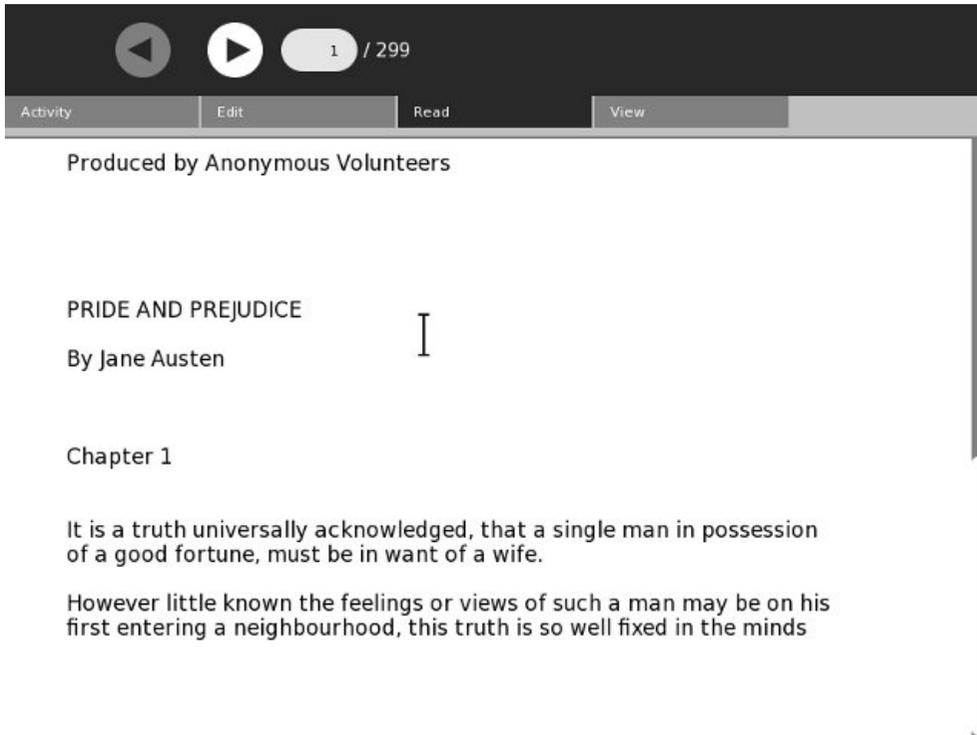 1 / 299
Activity Edit Read View
Produced by Anonymous Volunteers
PRIDE AND PREJUDICE
By Jane Austen
Chapter 1
It is a truth universally acknowledged, that a single man in possession
of a good fortune, must be in want of a wife.
However little known the feelings or views of such a man may be on his
first entering a neighbourhood, this truth is so well fixed in the minds